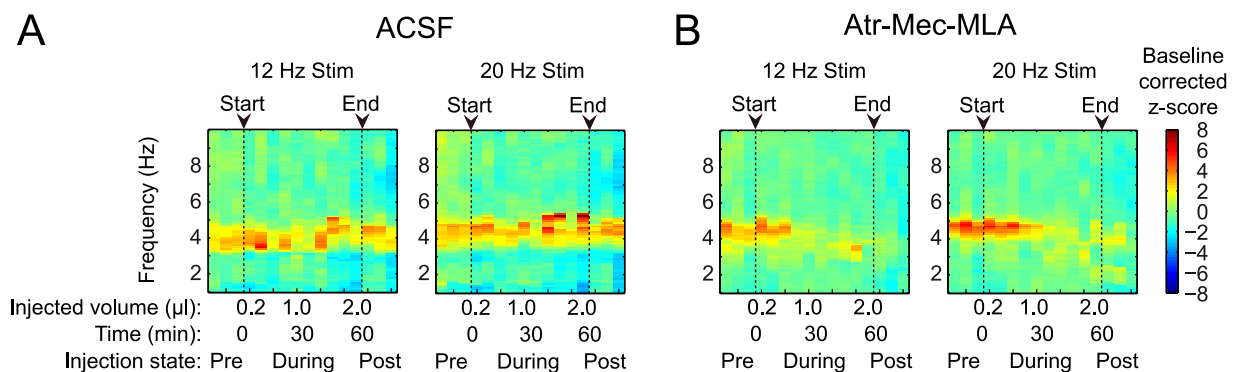 A ACSF B Atr-Mec-MLA
12 Hz Stim 20 Hz Stim 12 Hz Stim 20 Hz Stim Baseline
corrected
z-score
Start End Start End Start End Start End
Frequency (Hz)
8 8 8 8 8
6 6 6 6 6
4 4 4 4 4
2 2 2 2 2
0
−2
−4
−6
−8
Injected volume (µl): 0.2 1.0 2.0 0.2 1.0 2.0 0.2 1.0 2.0 0.2 1.0 2.0
Time (min): 0 30 60 0 30 60 0 30 60 0 30 60
Injection state: Pre During Post Pre During Post Pre During Post Pre During Post